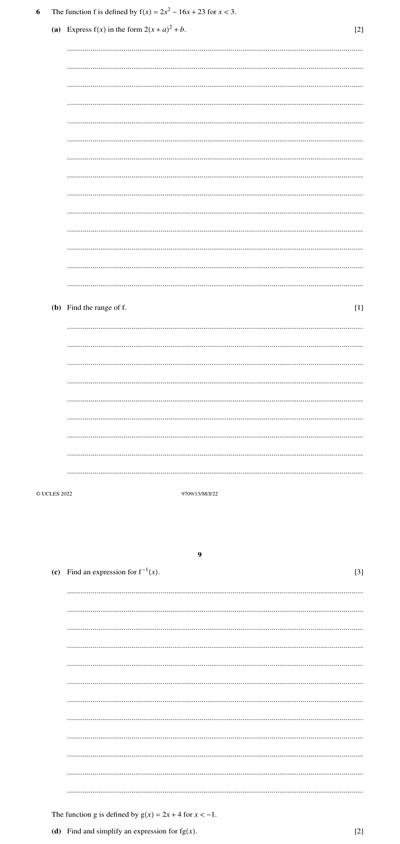 6 The function f is defined by f(x) = 2x² − 16x + 23 for x < 3.
(a) Express f(x) in the form 2(x + a)² + b. [2]
(b) Find the range of f. [1]
© UCLES 2022 9709/13/M/J/22
9
(c) Find an expression for f⁻¹(x). [3]
The function g is defined by g(x) = 2x + 4 for x < −1.
(d) Find and simplify an expression for fg(x). [2]